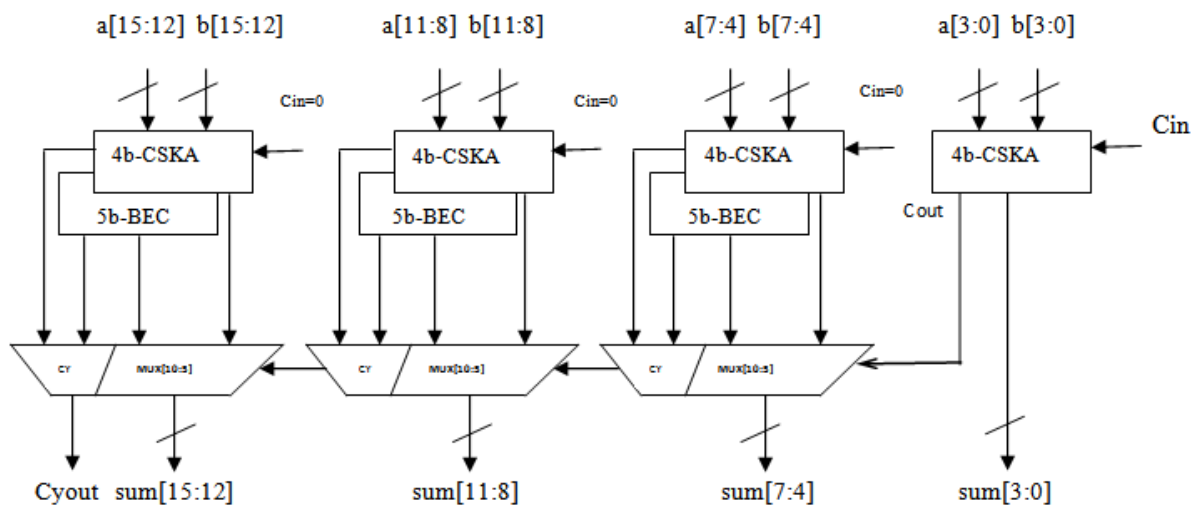 a[15:12] b[15:12] a[11:8] b[11:8] a[7:4] b[7:4] a[3:0] b[3:0]
Cin=0 Cin=0 Cin=0
Cin
4b-CSKA 4b-CSKA 4b-CSKA 4b-CSKA
5b-BEC 5b-BEC 5b-BEC Cout
CY MUX[10:5] CY MUX[10:5] CY MUX[10:5]
Cyout sum[15:12] sum[11:8] sum[7:4] sum[3:0]